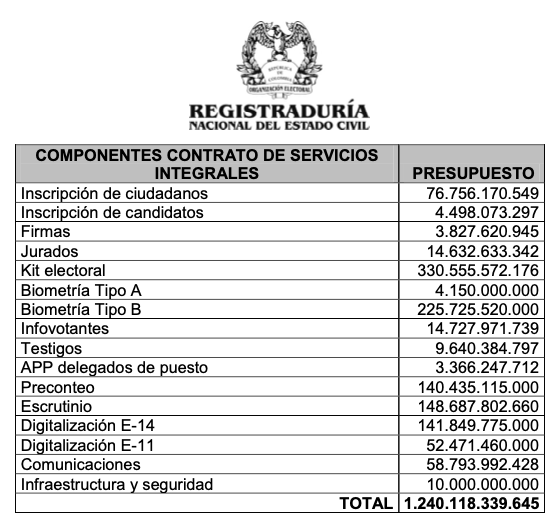 REPÚBLICA DE
COLOMBIA
ORGANIZACIÓN ELECTORAL
REGISTRADURÍA
NACIONAL DEL ESTADO CIVIL
COMPONENTES CONTRATO DE SERVICIOS
INTEGRALES PRESUPUESTO
Inscripción de ciudadanos 76.756.170.549
Inscripción de candidatos 4.498.073.297
Firmas 3.827.620.945
Jurados 14.632.633.342
Kit electoral 330.555.572.176
Biometría Tipo A 4.150.000.000
Biometría Tipo B 225.725.520.000
Infovotantes 14.727.971.739
Testigos 9.640.384.797
APP delegados de puesto 3.366.247.712
Preconteo 140.435.115.000
Escrutinio 148.687.802.660
Digitalización E-14 141.849.775.000
Digitalización E-11 52.471.460.000
Comunicaciones 58.793.992.428
Infraestructura y seguridad 10.000.000.000
TOTAL 1.240.118.339.645